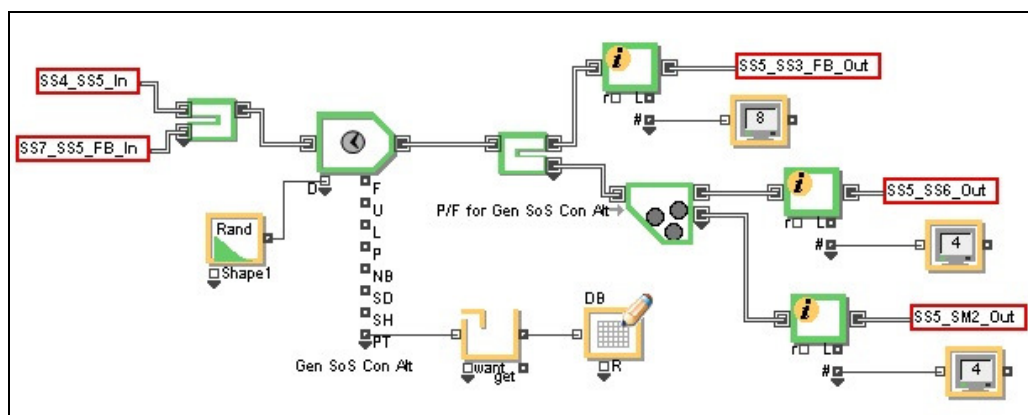 SS4_SS5_In
SS7_SS5_FB_In
Rand
Shape1
D
F
U
L
P
NB
SD
SH
PT
Gen SoS Con Alt
want
get
DB
R
P/F for Gen SoS Con Alt
i
r L
#
8
SS5_SS3_FB_Out
i
r L
#
4
SS5_SS6_Out
i
r L
#
4
SS5_SM2_Out